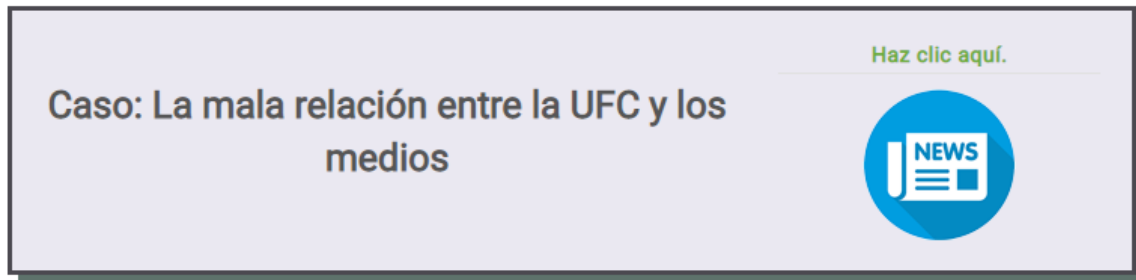 Haz clic aquí.
Caso: La mala relación entre la UFC y los
medios
NEWS